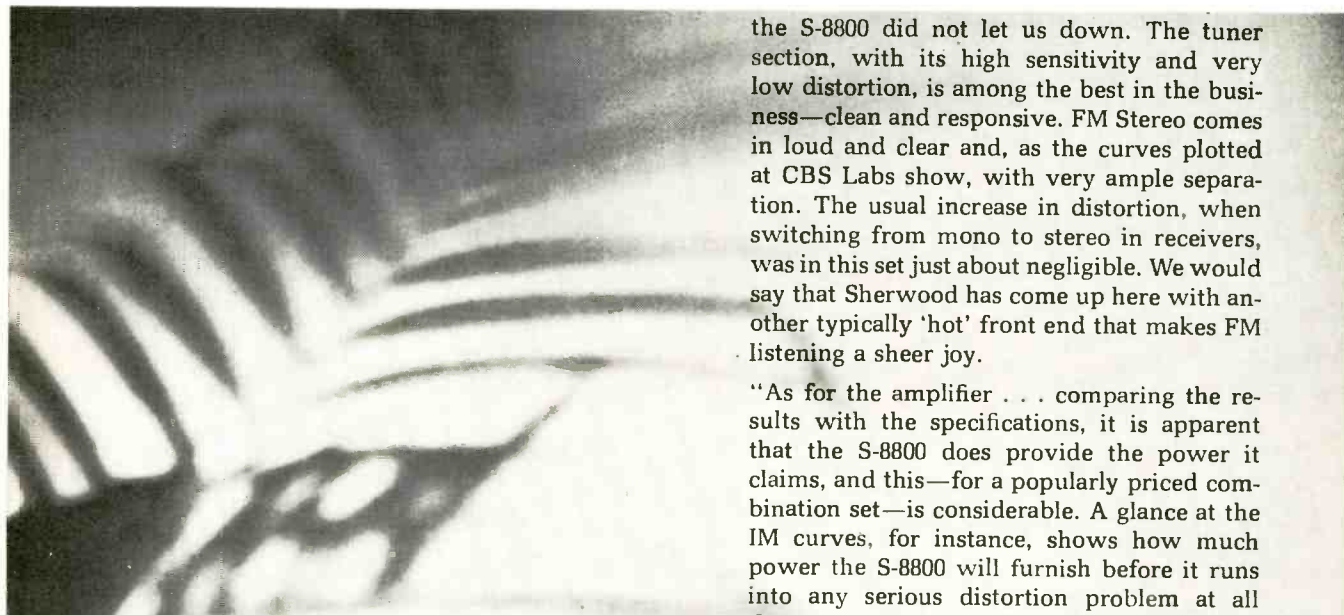 the S-8800 did not let us down. The tuner
section, with its high sensitivity and very
low distortion, is among the best in the busi-
ness—clean and responsive. FM Stereo comes
in loud and clear and, as the curves plotted
at CBS Labs show, with very ample separa-
tion. The usual increase in distortion, when
switching from mono to stereo in receivers,
was in this set just about negligible. We would
say that Sherwood has come up here with an-
other typically 'hot' front end that makes FM
listening a sheer joy.
"As for the amplifier . . . comparing the re-
sults with the specifications, it is apparent
that the S-8800 does provide the power it
claims, and this—for a popularly priced com-
bination set—is considerable. A glance at the
IM curves, for instance, shows how much
power the S-8800 will furnish before it runs
into any serious distortion problem at all